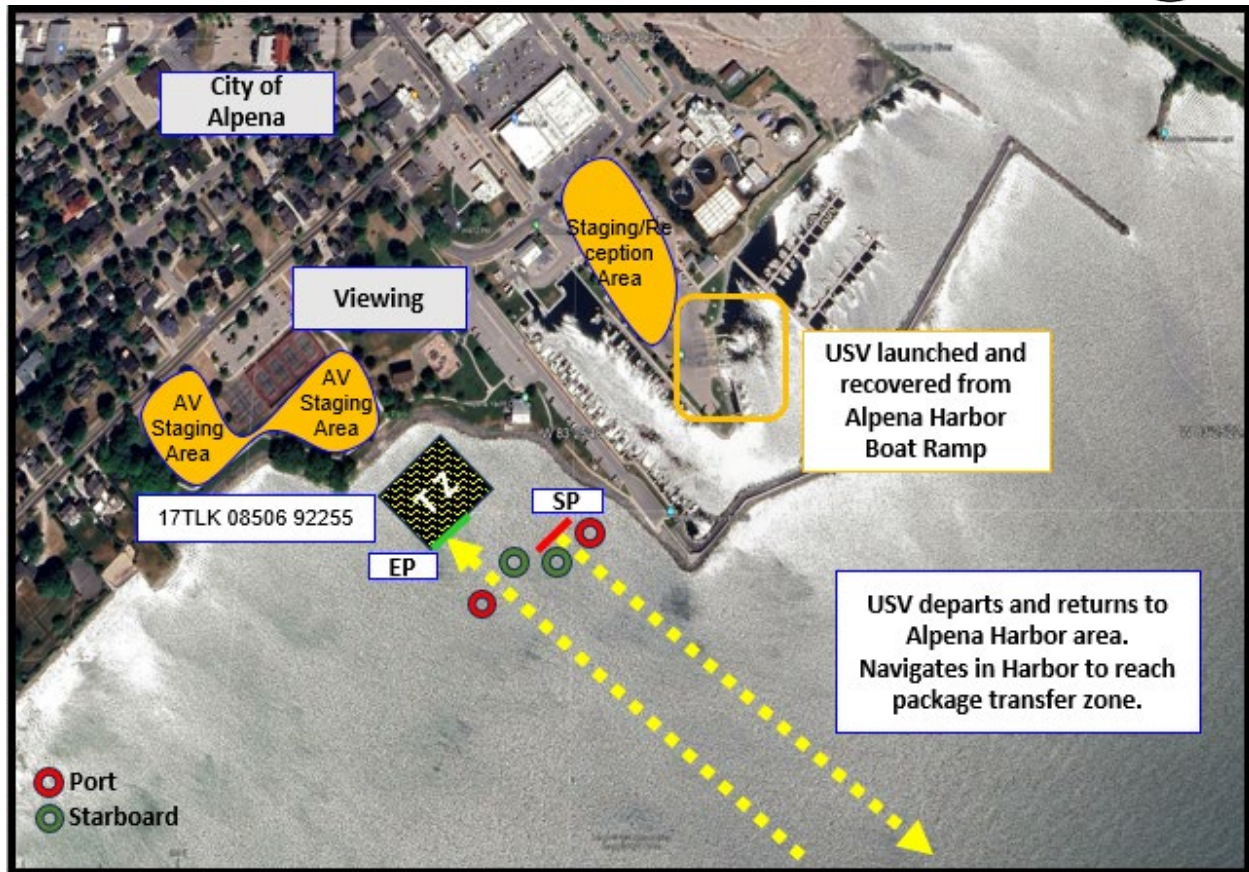 City of
Alpena
Staging/Re
ception
Area
Viewing
AV
Staging
Area
AV
Staging
Area
USV launched and
recovered from
Alpena Harbor
Boat Ramp
17TLK 08506 92255
TZ
SP
EP
USV departs and returns to
Alpena Harbor area.
Navigates in Harbor to reach
package transfer zone.
Port
Starboard